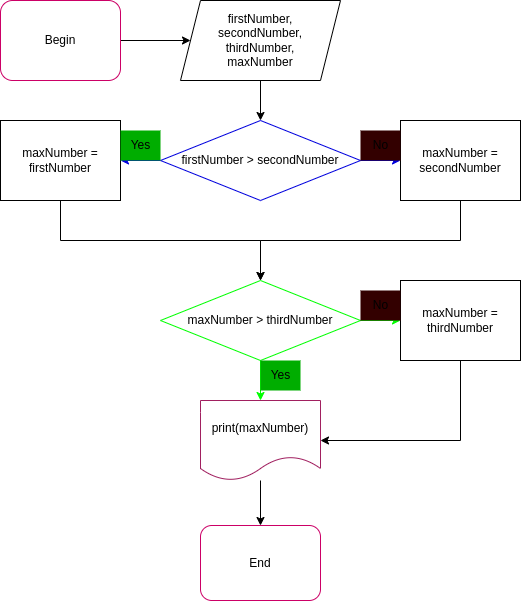 Begin
firstNumber,
secondNumber,
thirdNumber,
maxNumber
maxNumber =
firstNumber
Yes
firstNumber > secondNumber
No
maxNumber =
secondNumber
maxNumber > thirdNumber
No
maxNumber =
thirdNumber
Yes
print(maxNumber)
End